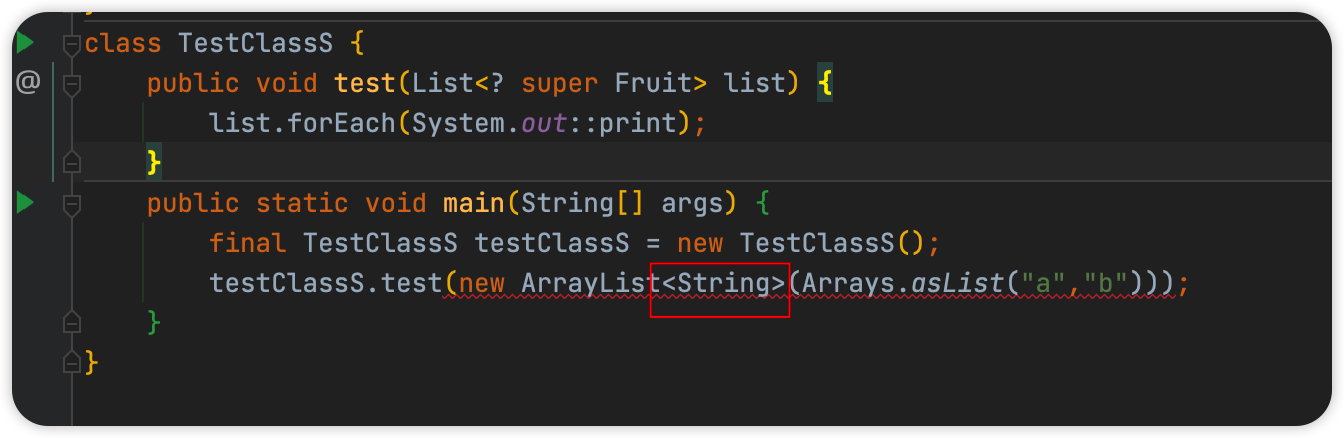 class TestClassS {
@ public void test(List<? super Fruit> list) {
list.forEach(System.out::print);
}
public static void main(String[] args) {
final TestClassS testClassS = new TestClassS();
testClassS.test(new ArrayList<String>(Arrays.asList("a","b")));
}
}